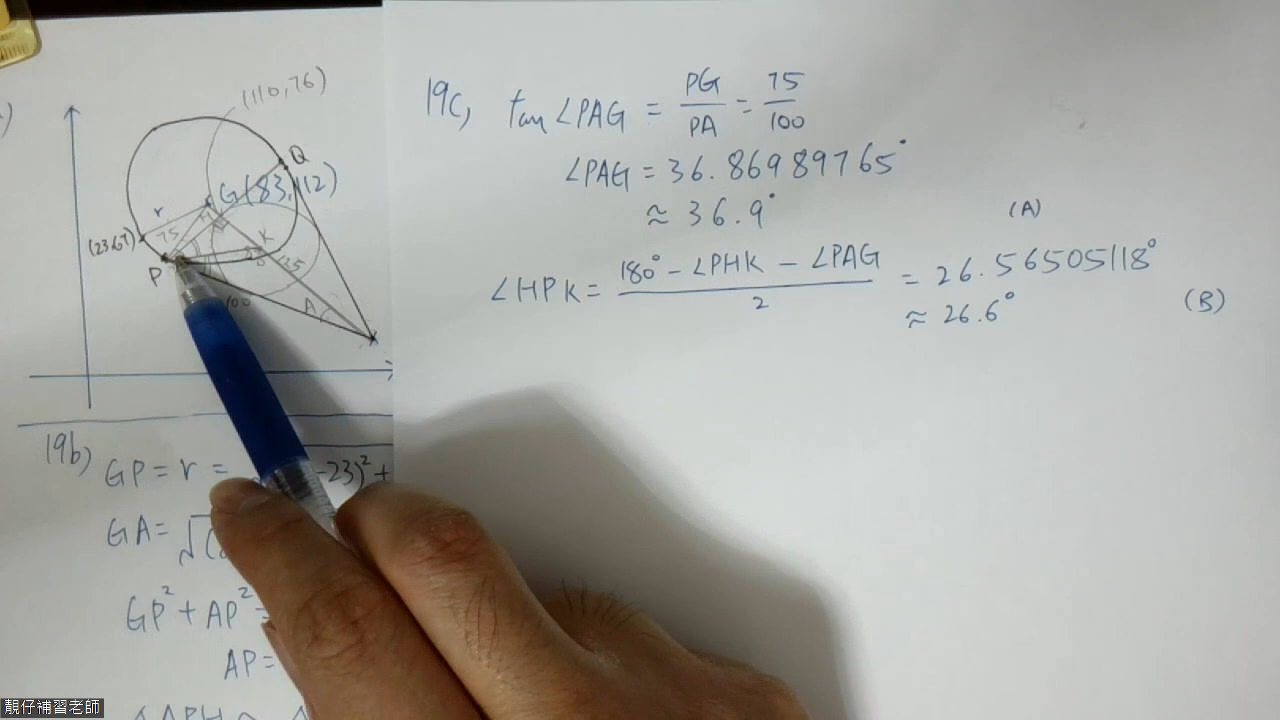 (110,76)
Q
G(83,112)
r
75
(23,67)
P
K
125
100
A
19b)
GP = r =
-23)² +
GA = √(
GP² + AP² =
AP =
19c, tan ∠PAG = PG/PA = 75/100
∠PAG = 36.86989765°
≈ 36.9° (A)
∠HPK = (180° - ∠PHK - ∠PAG)/2 = 26.56505118°
≈ 26.6° (B)
靚仔補習老師